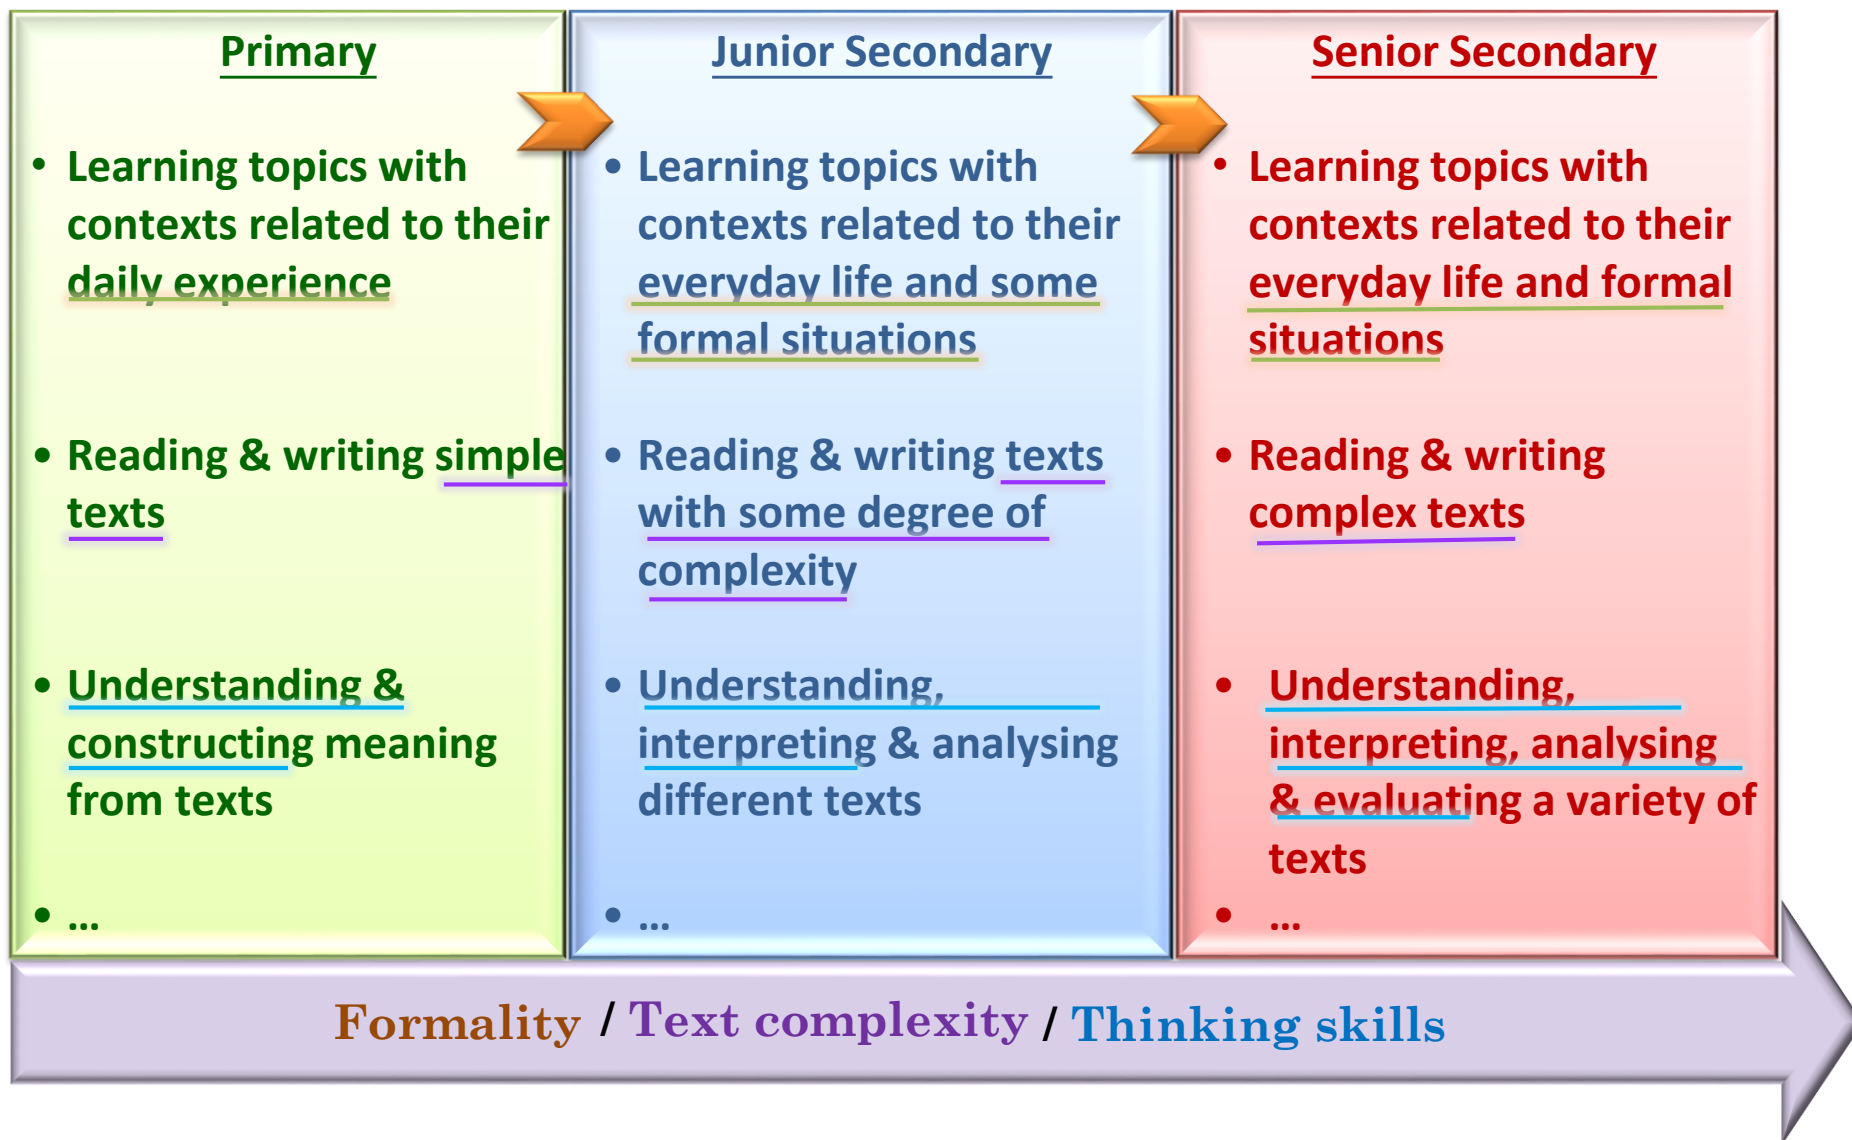 Primary
• Learning topics with
contexts related to their
daily experience
• Reading & writing simple
texts
• Understanding &
constructing meaning
from texts
• ...
Junior Secondary
• Learning topics with
contexts related to their
everyday life and some
formal situations
• Reading & writing texts
with some degree of
complexity
• Understanding,
interpreting & analysing
different texts
• ...
Senior Secondary
• Learning topics with
contexts related to their
everyday life and formal
situations
• Reading & writing
complex texts
• Understanding,
interpreting, analysing
& evaluating a variety of
texts
• ...
Formality / Text complexity / Thinking skills